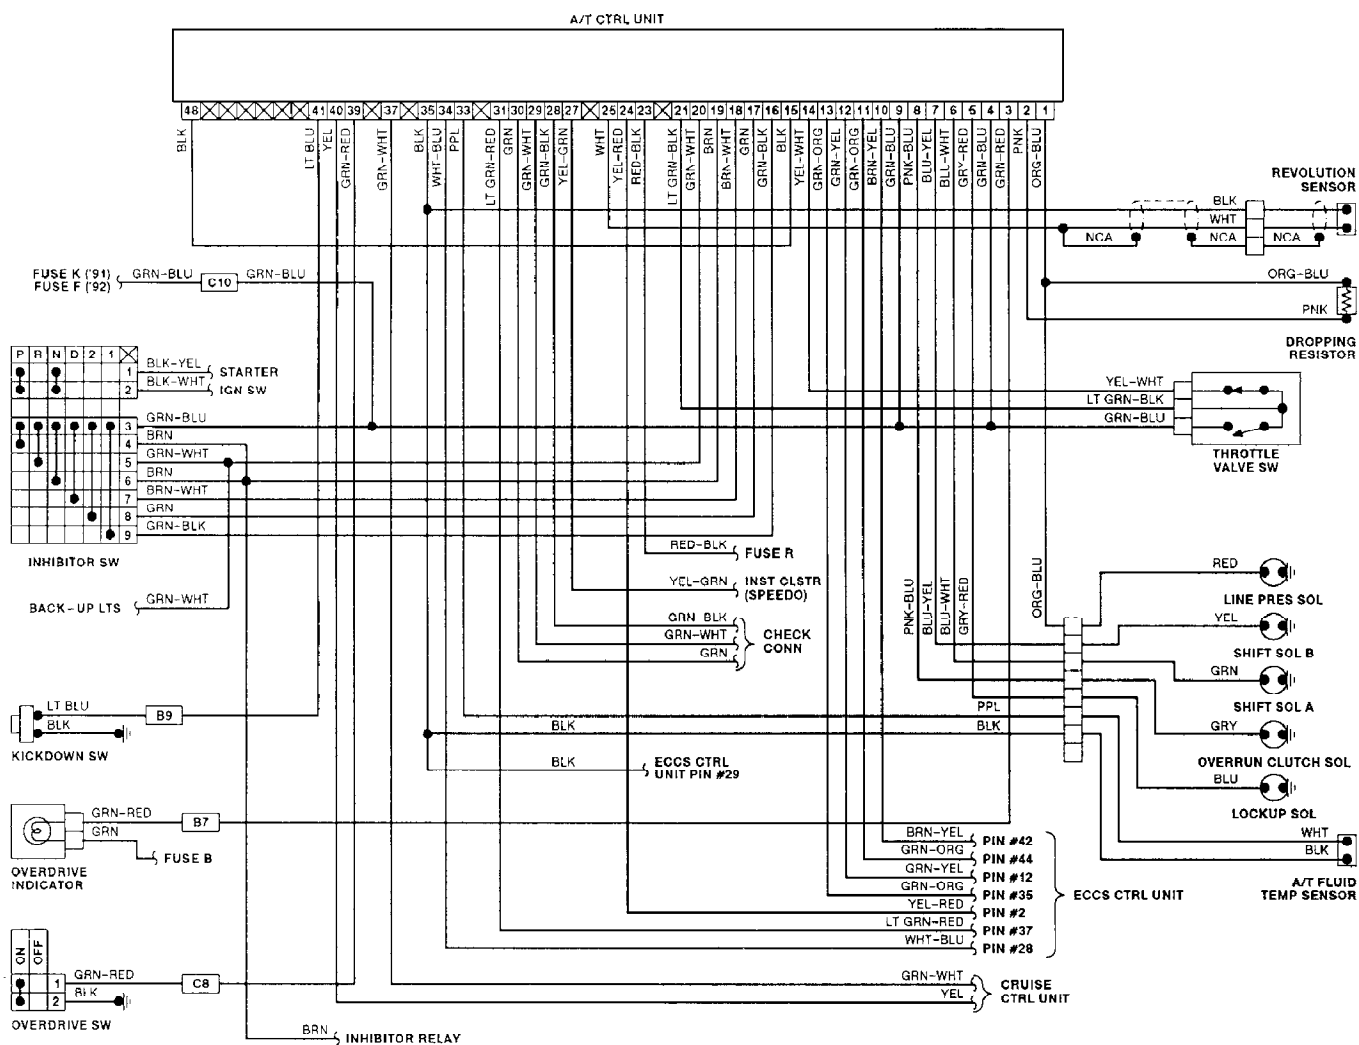 A/T CTRL UNIT
48 41 40 39 37 35 34 33 31 30 29 28 27 25 24 23 21 20 19 18 17 16 15 14 13 12 11 10 9 8 7 6 5 4 3 2 1
BLK
LT BLU
YEL
GRN-RED
GRN-WHT
BLK
WHT-BLU
PPL
LT GRN-RED
GRN
GRN-WHT
GRN-BLK
YEL-GRN
WHT
YEL-RED
RED-BLK
LT GRN-BLK
GRN-WHT
BRN
BRN-WHT
GRN
GRN-BLK
BLK
YEL-WHT
GRN-ORG
GRN-YEL
GRN-ORG
BRN-YEL
GRN-BLU
PNK-BLU
BLU-YEL
BLU-WHT
GRY-RED
GRN-BLU
GRN-RED
PNK
ORG-BLU
REVOLUTION
SENSOR
BLK
WHT
NCA NCA NCA
FUSE K ('91)
FUSE F ('92)
GRN-BLU C10 GRN-BLU
ORG-BLU
PNK
DROPPING
RESISTOR
P R N D 2 1
1 BLK-YEL STARTER
2 BLK-WHT IGN SW
3 GRN-BLU
4 BRN
5 GRN-WHT
6 BRN
7 BRN-WHT
8 GRN
9 GRN-BLK
INHIBITOR SW
YEL-WHT
LT GRN-BLK
GRN-BLU
THROTTLE
VALVE SW
RED-BLK FUSE R
YEL-GRN INST CLSTR
(SPEEDO)
GRN-BLK
GRN-WHT
GRN
CHECK
CONN
BACK-UP LTS GRN-WHT
PNK-BLU
BLU-YEL
BLU-WHT
GRY-RED
ORG-BLU
RED
LINE PRES SOL
YEL
SHIFT SOL B
GRN
SHIFT SOL A
GRY
OVERRUN CLUTCH SOL
BLU
LOCKUP SOL
LT BLU B9
BLK
KICKDOWN SW
PPL
BLK BLK
BLK ECCS CTRL
UNIT PIN #29
GRN-RED B7
GRN
FUSE B
OVERDRIVE
INDICATOR
BRN-YEL PIN #42
GRN-ORG PIN #44
GRN-YEL PIN #12
GRN-ORG PIN #35
YEL-RED PIN #2
LT GRN-RED PIN #37
WHT-BLU PIN #28
ECCS CTRL UNIT
WHT
BLK
A/T FLUID
TEMP SENSOR
ON OFF
1 GRN-RED C8
2 BLK
OVERDRIVE SW
GRN-WHT
YEL
CRUISE
CTRL UNIT
BRN INHIBITOR RELAY